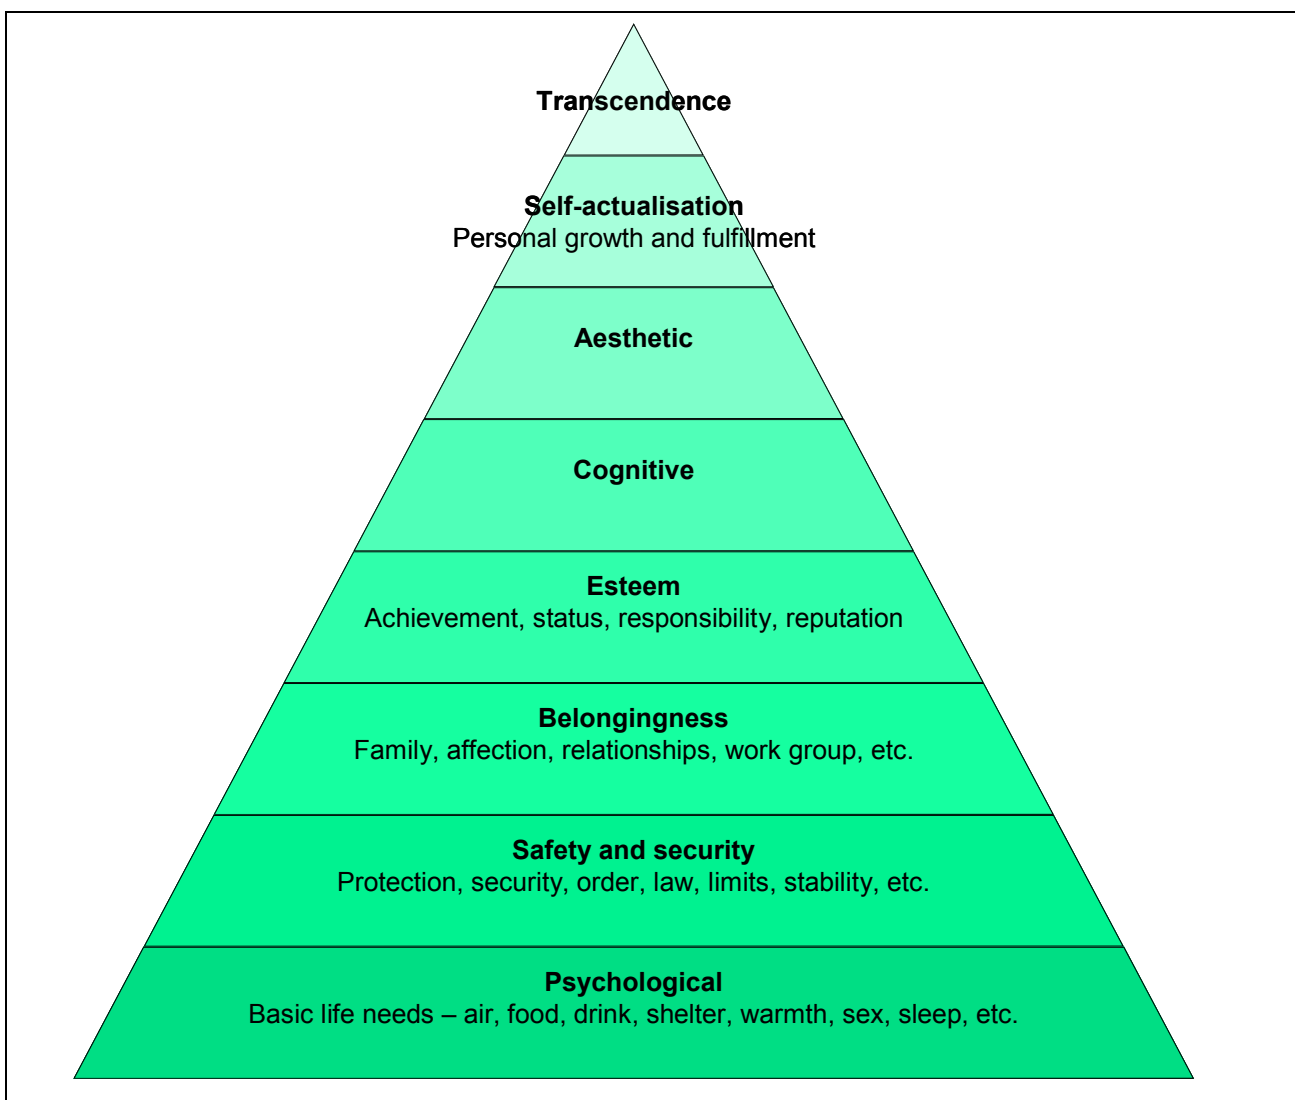 Transcendence
Self-actualisation
Personal growth and fulfillment
Aesthetic
Cognitive
Esteem
Achievement, status, responsibility, reputation
Belongingness
Family, affection, relationships, work group, etc.
Safety and security
Protection, security, order, law, limits, stability, etc.
Psychological
Basic life needs – air, food, drink, shelter, warmth, sex, sleep, etc.